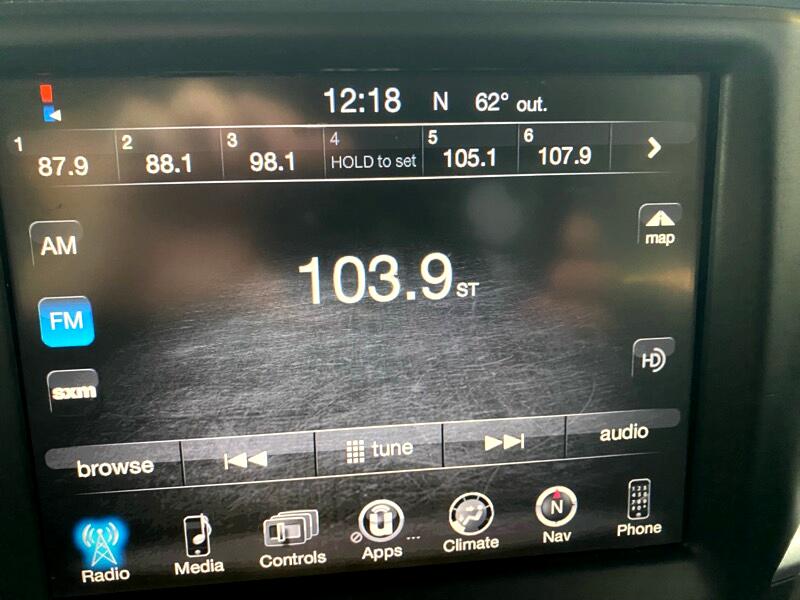 12:18 N 62° out.
1 87.9 2 88.1 3 98.1 4 HOLD to set 5 105.1 6 107.9
AM
map
103.9 ST
FM
HD
sxm
browse tune audio
Radio Media Controls Apps ... Climate N Nav Phone